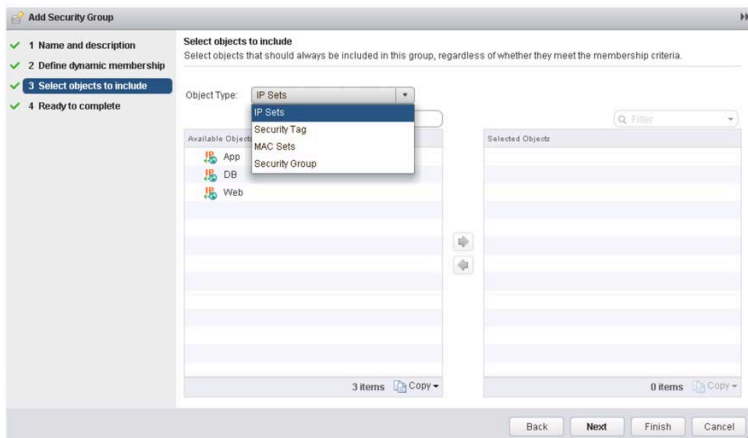 Add Security Group
1 Name and description
2 Define dynamic membership
3 Select objects to include
4 Ready to complete
Select objects to include
Select objects that should always be included in this group, regardless of whether they meet the membership criteria.
Object Type:
IP Sets
IP Sets
Security Tag
MAC Sets
Security Group
Filter
Available Objects
App
DB
Web
3 items
Copy
Selected Objects
0 items
Copy
Back
Next
Finish
Cancel